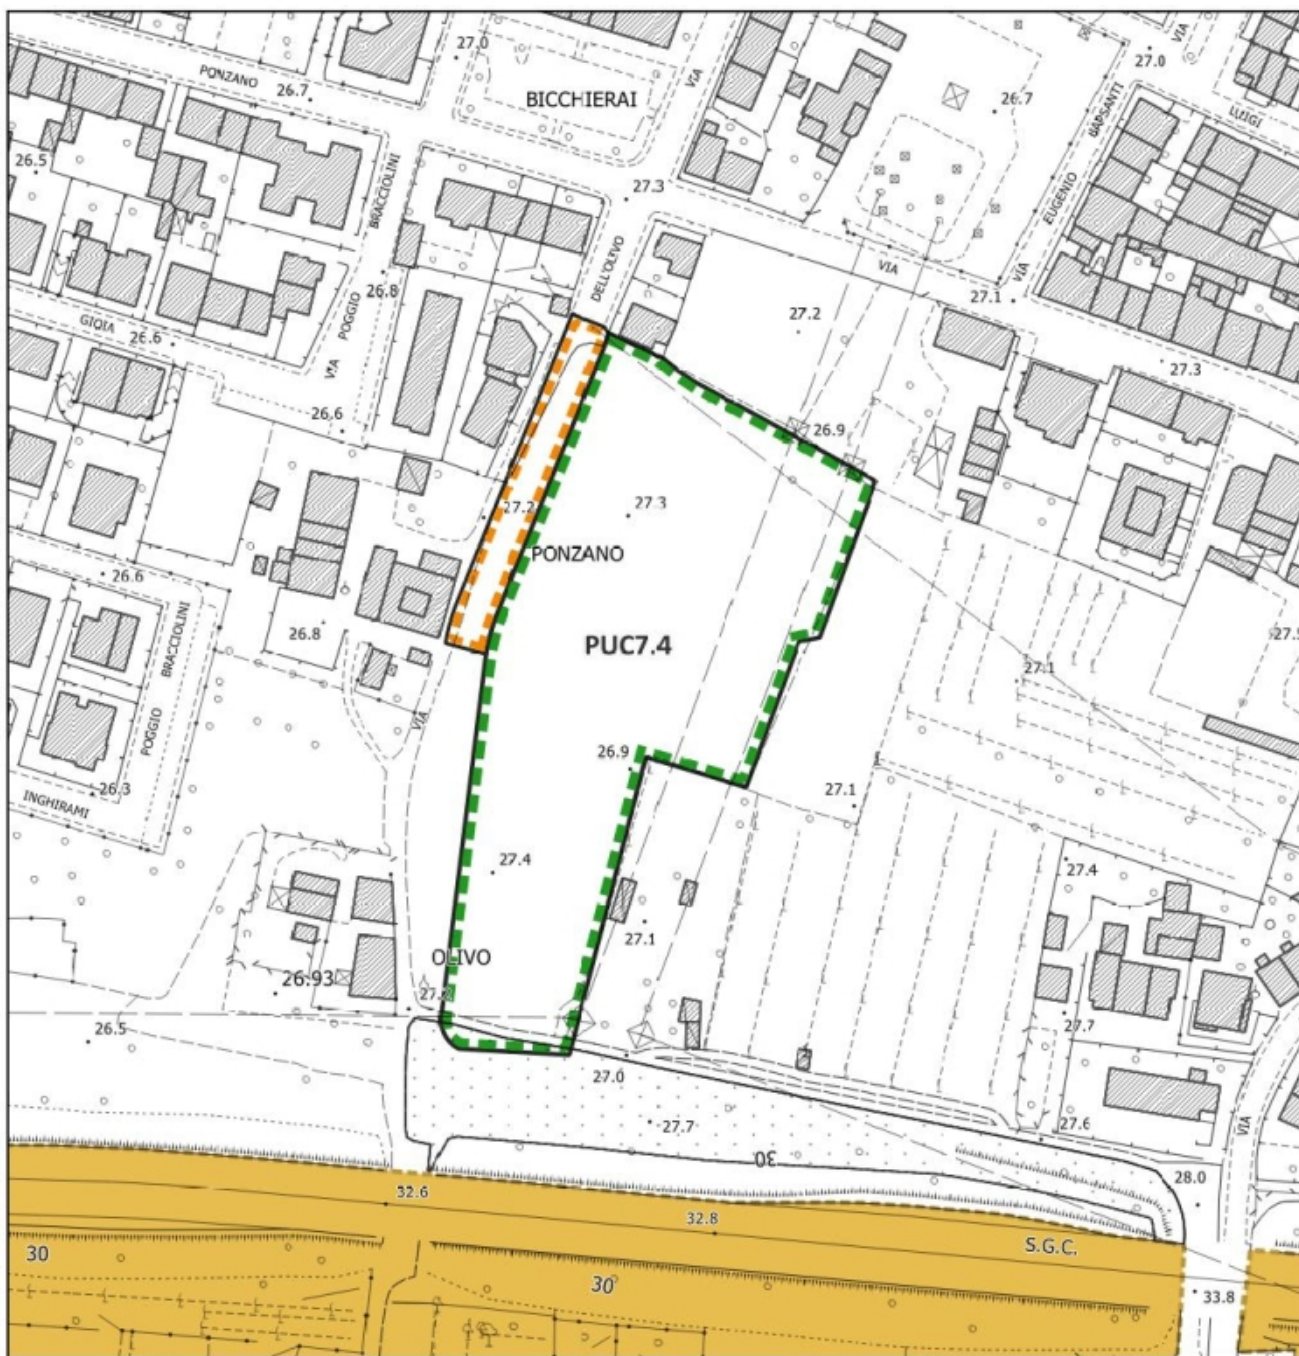 27.0
VIA
27.0
PONZANO
26.7
BICCHIERAI
VIA
26.7
BAPSANTI
LUIGI
26.5
BRACCIOLINI
27.3
EUGENIO
DELL'OLIVO
VIA
VIA
26.8
POGGIO
27.1
GIOIA
26.6
27.2
VIA
27.3
26.6
26.9
27.2
27.3
PONZANO
26.6
26.8
PUC7.4
BRACCIOLINI
27.1
VIA
POGGIO
26.9
26.3
INGHIRAMI
27.1
27.4
27.4
27.1
OLIVO
26.93
26.5
27.7
27.0
27.7
27.6
VIA
30
28.0
32.6
32.8
S.G.C.
30
30
33.8